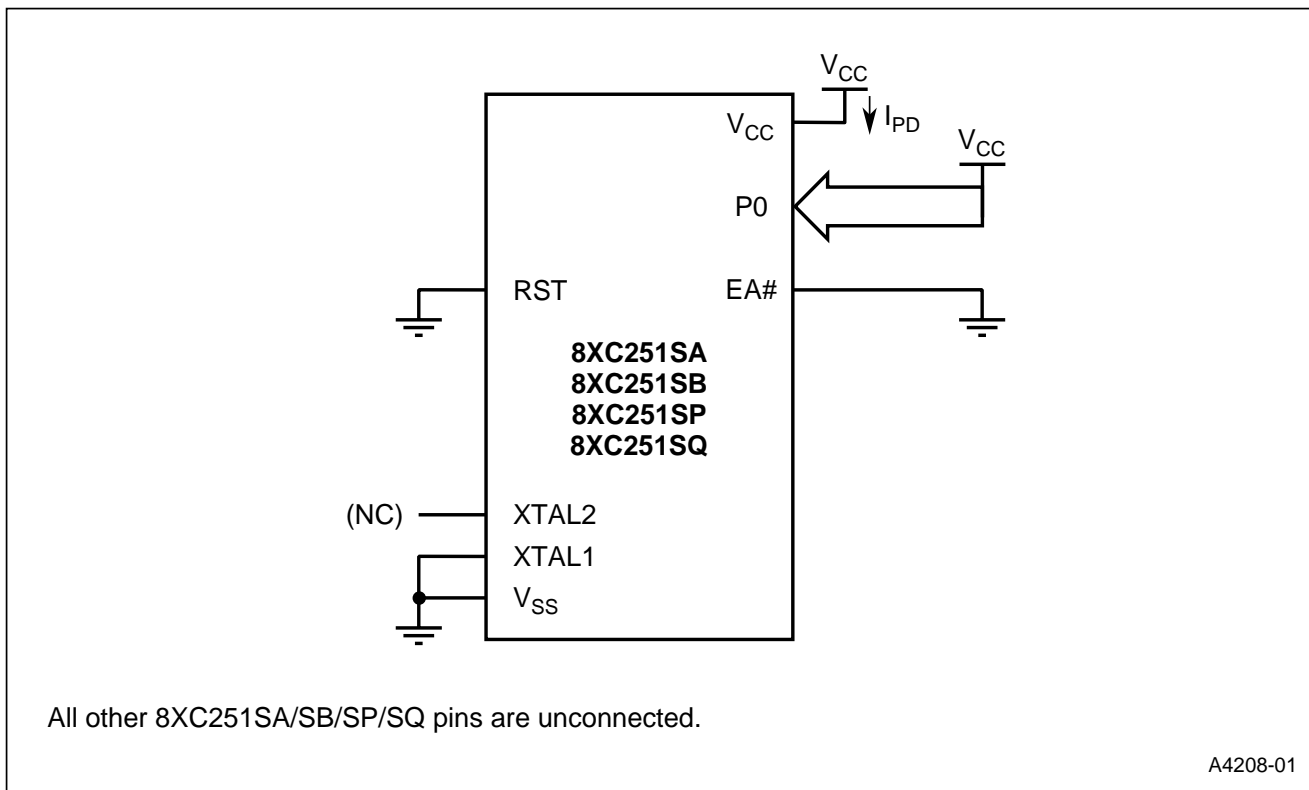 VCC
VCC
IPD
VCC
P0
RST
EA#
8XC251SA
8XC251SB
8XC251SP
8XC251SQ
(NC)
XTAL2
XTAL1
VSS
All other 8XC251SA/SB/SP/SQ pins are unconnected.
A4208-01